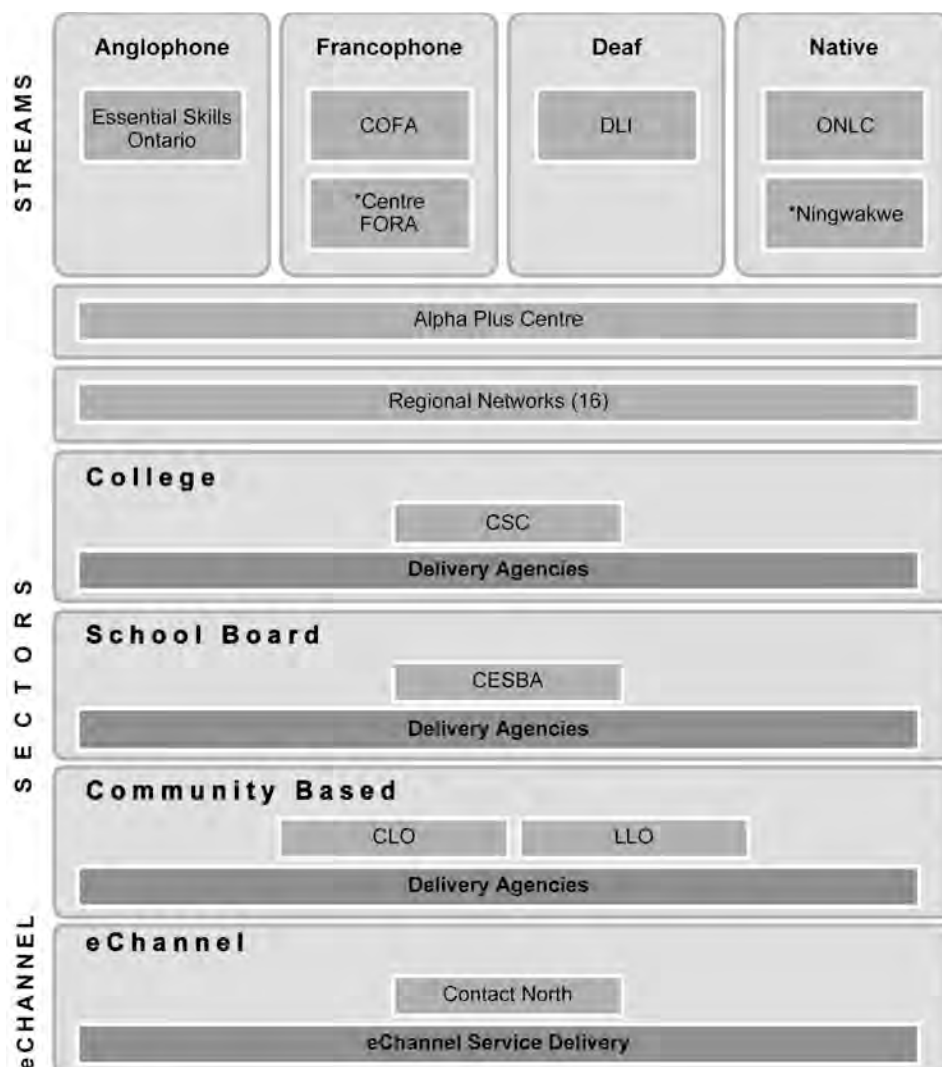 STREAMS
Anglophone
Essential Skills
Ontario
Francophone
COFA
*Centre
FORA
Deaf
DLI
Native
ONLC
*Ningwakwe
Alpha Plus Centre
Regional Networks (16)
SECTORS
College
CSC
Delivery Agencies
School Board
CESBA
Delivery Agencies
Community Based
CLO
LLO
Delivery Agencies
eCHANNEL
eChannel
Contact North
eChannel Service Delivery